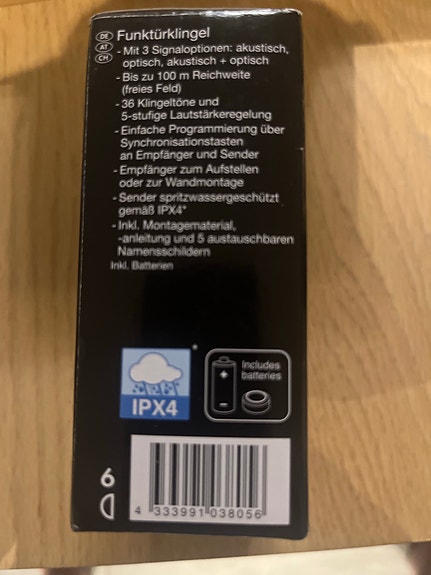 DE Funktürklingel
AT - Mit 3 Signaloptionen: akustisch,
CH optisch, akustisch + optisch
- Bis zu 100 m Reichweite
(freies Feld)
- 36 Klingeltöne und
5-stufige Lautstärkeregelung
- Einfache Programmierung über
Synchronisationstasten
an Empfänger und Sender
- Empfänger zum Aufstellen
oder zur Wandmontage
- Sender spritzwassergeschützt
gemäß IPX4*
- Inkl. Montagematerial,
-anleitung und 5 austauschbaren
Namensschildern
Inkl. Batterien
*
IPX4
Includes
batteries
6
4 333991 038056